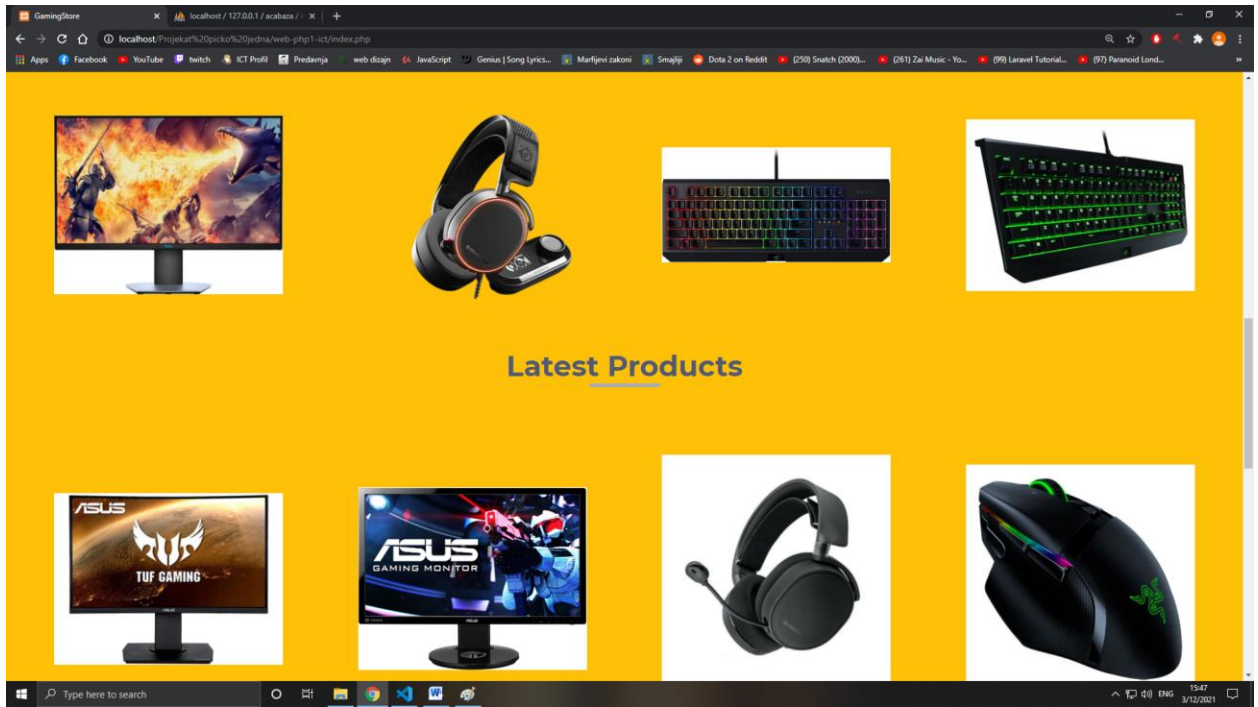 GamingStore
localhost / 127.0.0.1 / acabaza /
localhost/Projekat%20picko%20jedna/web-php1-ict/index.php
Apps Facebook YouTube twitch ICT Profil Predavnja web dizajn JavaScript Genius | Song Lyrics... Marfijevi zakoni Smajliji Dota 2 on Reddit (250) Snatch (2000)... (261) Zai Music - Yo... (99) Laravel Tutorial... (97) Paranoid Lond...
Latest Products
ASUS
TUF GAMING
ASUS
GAMING MONITOR
Type here to search
ENG
15:47
3/12/2021